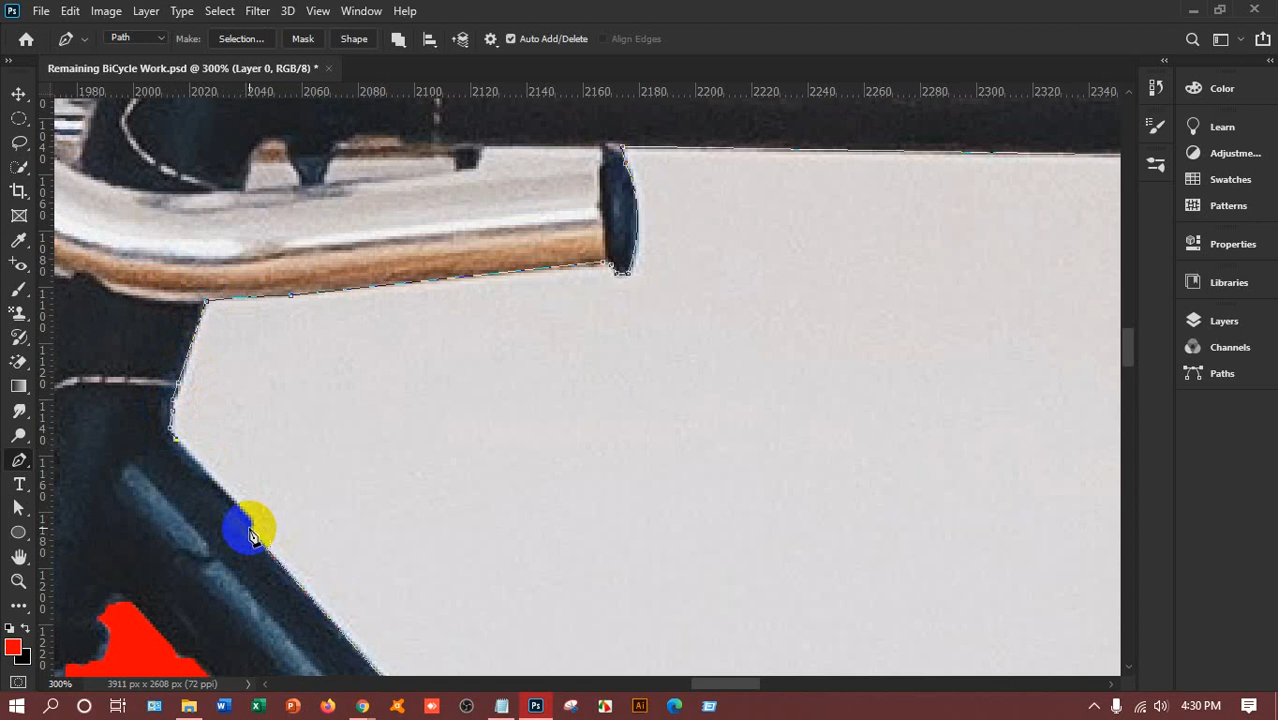 Ps File Edit Image Layer Type Select Filter 3D View Window Help
Path Make: Selection... Mask Shape Auto Add/Delete Align Edges
Remaining BiCycle Work.psd @ 300% (Layer 0, RGB/8) *
1980 2000 2020 2040 2060 2080 2100 2120 2140 2160 2180 2200 2220 2240 2260 2280 2300 2320 2340
Color
Learn
Adjustme...
Swatches
Patterns
Properties
Libraries
Layers
Channels
Paths
300% 3911 px x 2608 px (72 ppi)
4:30 PM